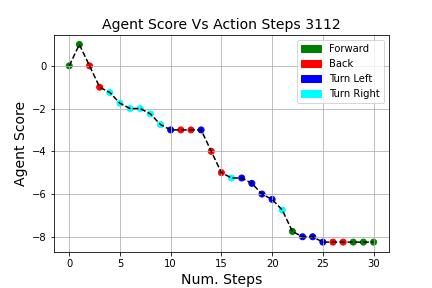 Agent Score Vs Action Steps 3112
Forward
Back
Turn Left
Turn Right
Agent Score
0
−2
−4
−6
−8
0 5 10 15 20 25 30
Num. Steps